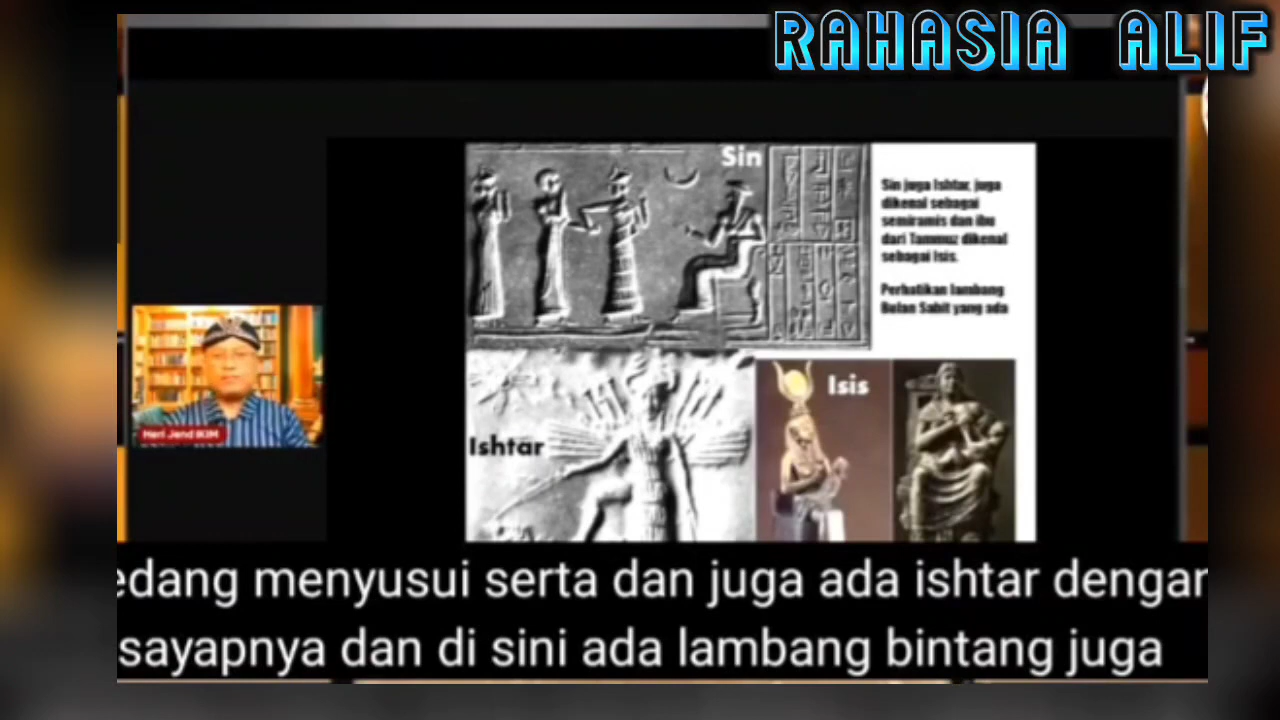 RAHASIA ALIF
Sin
Sin juga Ishtar, juga
dikenal sebagai
semiramis dan ibu
dari Tammuz dikenal
sebagai Isis.
Perhatikan lambang
Bulan Sabit yang ada
Ishtar
Isis
Heri Jend IKIM
edang menyusui serta dan juga ada ishtar dengan
sayapnya dan di sini ada lambang bintang juga